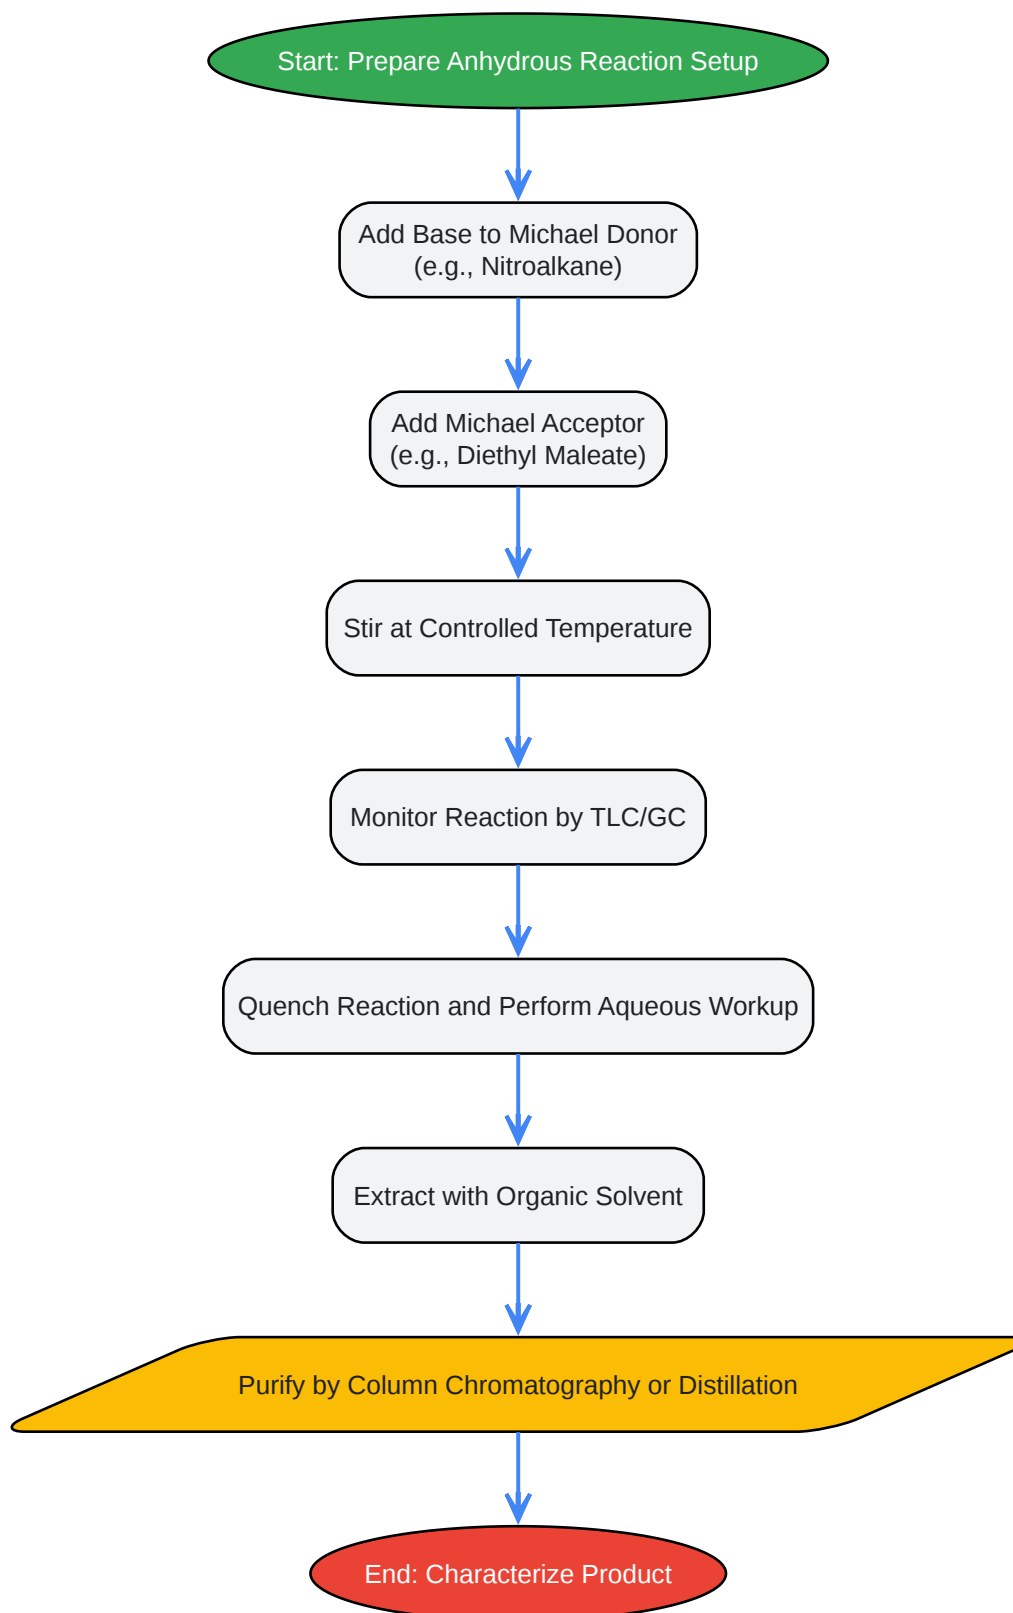 Start: Prepare Anhydrous Reaction Setup
Add Base to Michael Donor
(e.g., Nitroalkane)
Add Michael Acceptor
(e.g., Diethyl Maleate)
Stir at Controlled Temperature
Monitor Reaction by TLC/GC
Quench Reaction and Perform Aqueous Workup
Extract with Organic Solvent
Purify by Column Chromatography or Distillation
End: Characterize Product